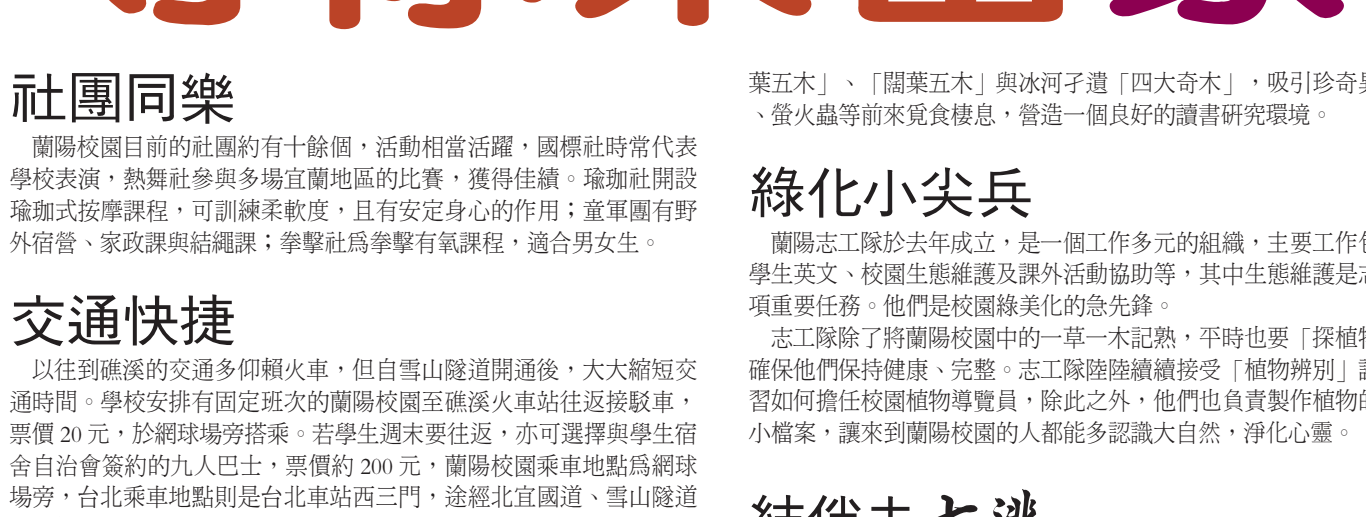 社團同樂
蘭陽校園目前的社團約有十餘個，活動相當活躍，國標社時常代表
學校表演，熱舞社參與多場宜蘭地區的比賽，獲得佳績。瑜珈社開設
瑜珈式按摩課程，可訓練柔軟度，且有安定身心的作用；童軍團有野
外宿營、家政課與結繩課；拳擊社為拳擊有氧課程，適合男女生。
交通快捷
以往到礁溪的交通多仰賴火車，但自雪山隧道開通後，大大縮短交
通時間。學校安排有固定班次的蘭陽校園至礁溪火車站往返接駁車，
票價 20 元，於網球場旁搭乘。若學生週末要往返，亦可選擇與學生宿
舍自治會簽約的九人巴士，票價約 200 元，蘭陽校園乘車地點為網球
場旁，台北乘車地點則是台北車站西三門，途經北宜國道、雪山隧道
葉五木」、「闊葉五木」與冰河孑遺「四大奇木」，吸引珍奇
、螢火蟲等前來覓食棲息，營造一個良好的讀書研究環境。
綠化小尖兵
蘭陽志工隊於去年成立，是一個工作多元的組織，主要工作包
學生英文、校園生態維護及課外活動協助等，其中生態維護是志
項重要任務。他們是校園綠美化的急先鋒。
志工隊除了將蘭陽校園中的一草一木記熟，平時也要「探植物
確保他們保持健康、完整。志工隊陸陸續續接受「植物辨別」
習如何擔任校園植物導覽員，除此之外，他們也負責製作植物的
小檔案，讓來到蘭陽校園的人都能多認識大自然，淨化心靈。